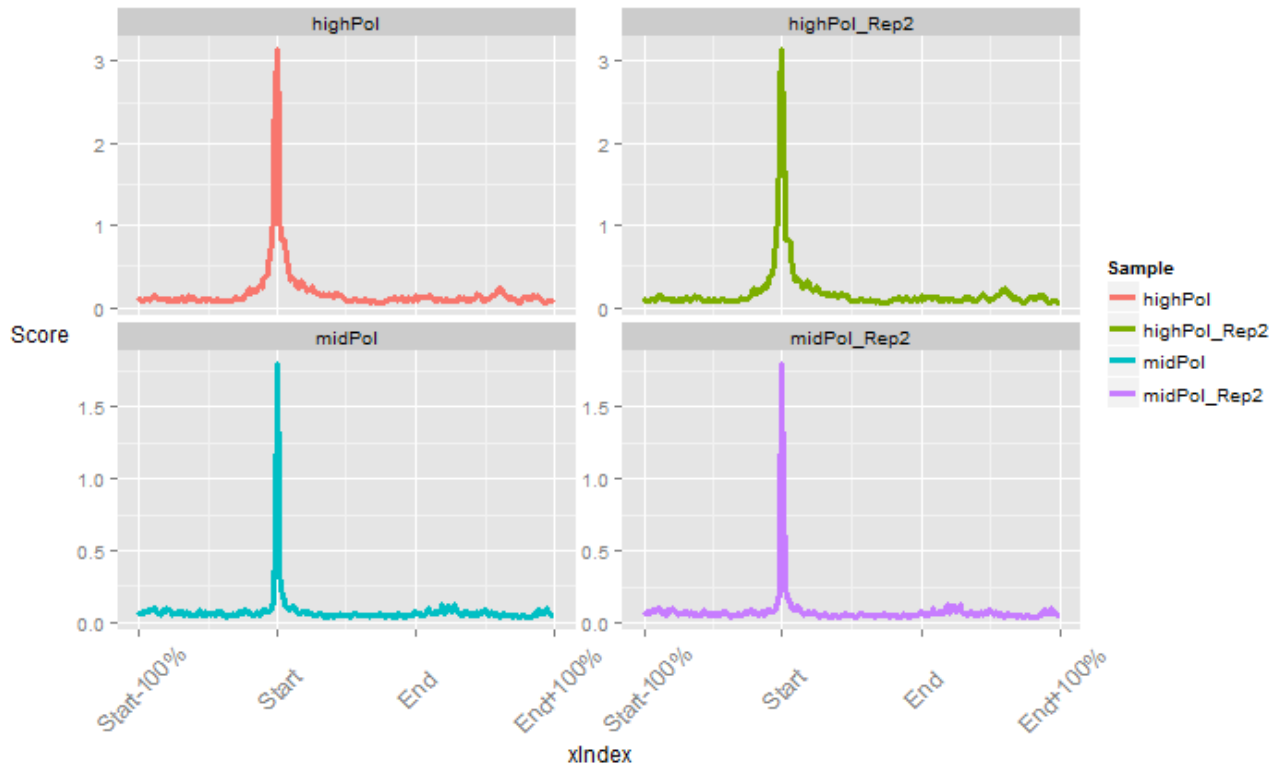 highPol
highPol_Rep2
3
2
1
0
3
2
1
0
Score
midPol
midPol_Rep2
1.5
1.0
0.5
0.0
1.5
1.0
0.5
0.0
Start-100%
Start
End
End+100%
Start-100%
Start
End
End+100%
xIndex
Sample
highPol
highPol_Rep2
midPol
midPol_Rep2